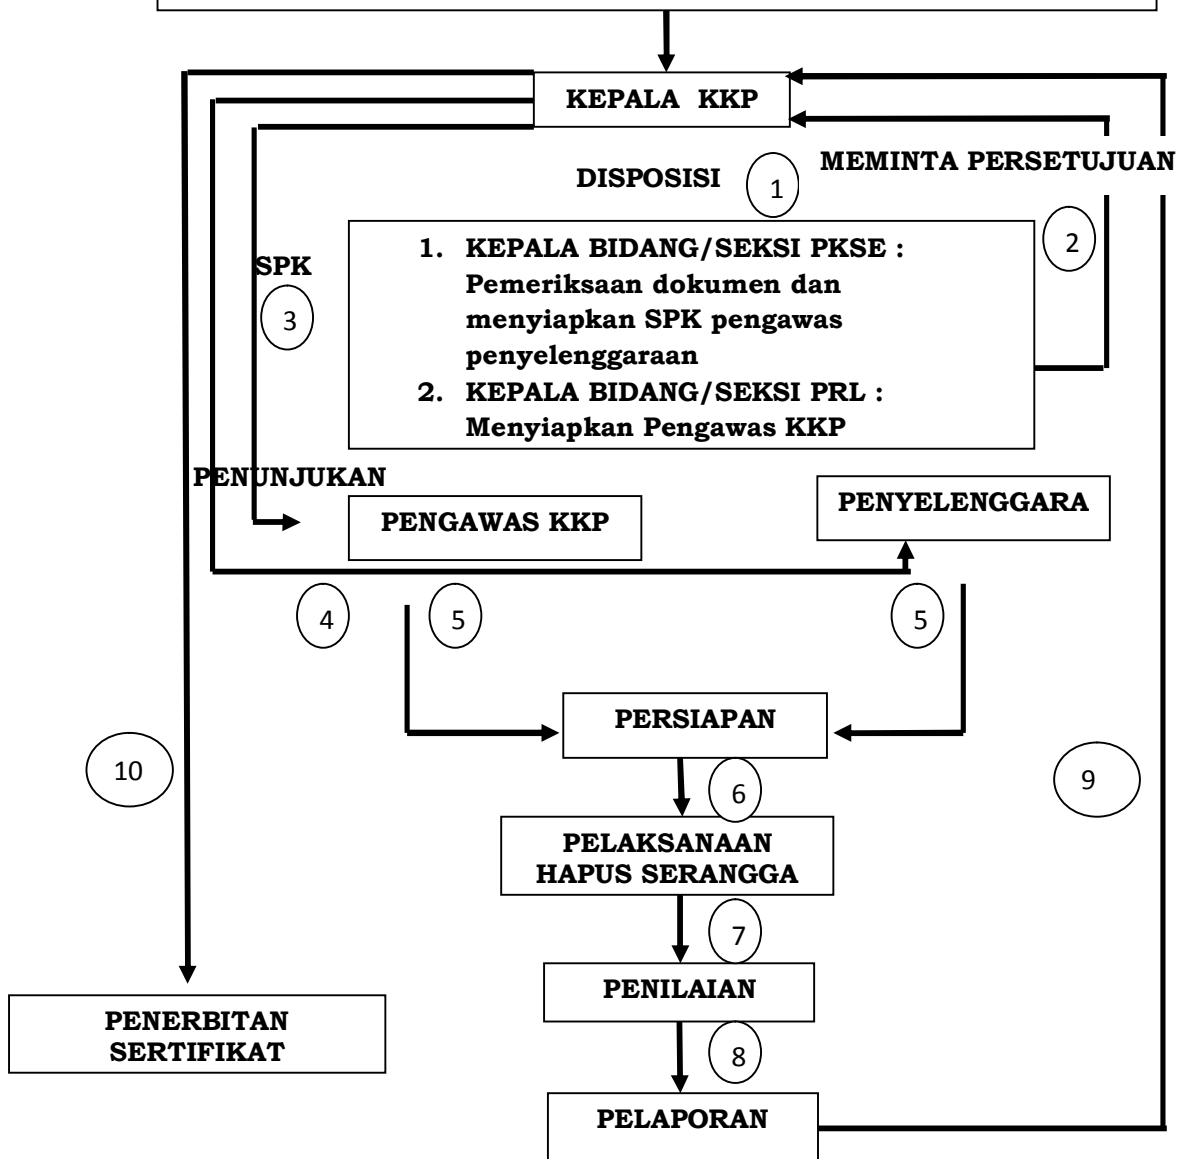 KEPALA KKP
MEMINTA PERSETUJUAN
DISPOSISI
1
2
1. KEPALA BIDANG/SEKSI PKSE :
Pemeriksaan dokumen dan
menyiapkan SPK pengawas
penyelenggaraan
2. KEPALA BIDANG/SEKSI PRL :
Menyiapkan Pengawas KKP
SPK
3
PENUNJUKAN
PENGAWAS KKP
PENYELENGGARA
4
5
5
PERSIAPAN
10
9
6
PELAKSANAAN
HAPUS SERANGGA
7
PENILAIAN
PENERBITAN
SERTIFIKAT
8
PELAPORAN